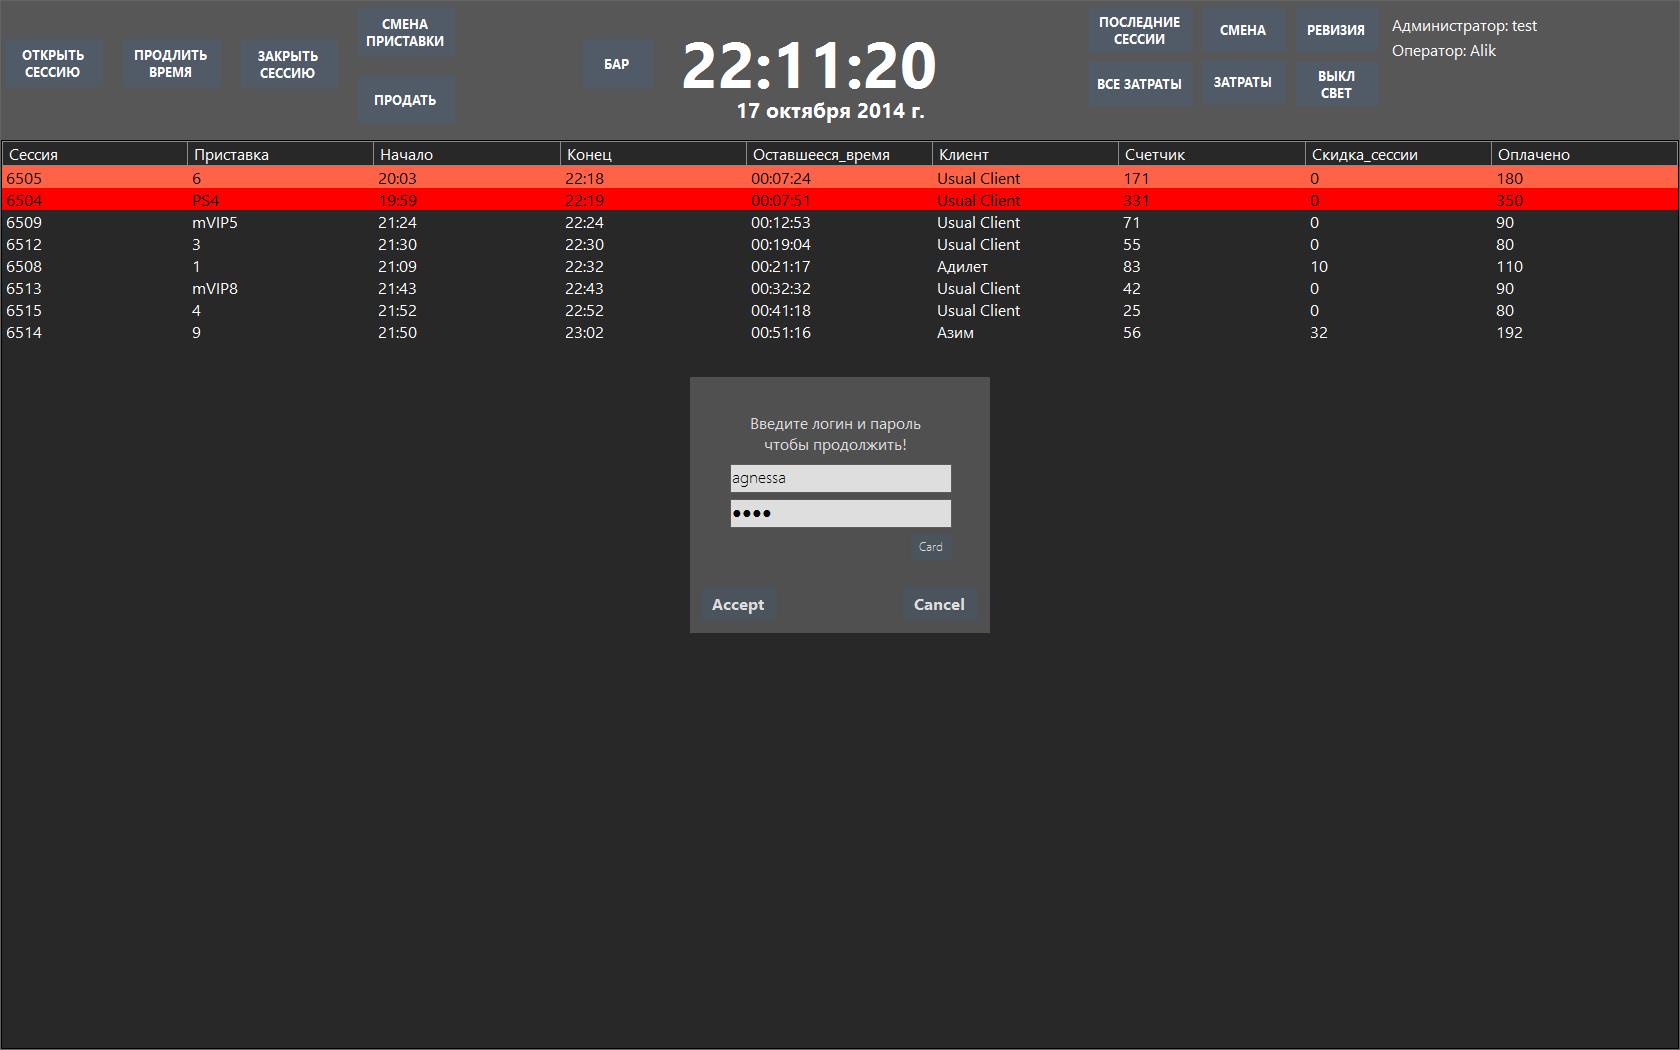 ОТКРЫТЬ
СЕССИЮ
ПРОДЛИТЬ
ВРЕМЯ
ЗАКРЫТЬ
СЕССИЮ
СМЕНА
ПРИСТАВКИ
ПРОДАТЬ
БАР
22:11:20
17 октября 2014 г.
ПОСЛЕДНИЕ
СЕССИИ
СМЕНА
РЕВИЗИЯ
ВСЕ ЗАТРАТЫ
ЗАТРАТЫ
ВЫКЛ
СВЕТ
Администратор: test
Оператор: Alik
Сессия Приставка Начало Конец Оставшееся_время Клиент Счетчик Скидка_сессии Оплачено
6505 6 20:03 22:18 00:07:24 Usual Client 171 0 180
6504 PS4 19:59 22:19 00:07:51 Usual Client 331 0 350
6509 mVIP5 21:24 22:24 00:12:53 Usual Client 71 0 90
6512 3 21:30 22:30 00:19:04 Usual Client 55 0 80
6508 1 21:09 22:32 00:21:17 Адилет 83 10 110
6513 mVIP8 21:43 22:43 00:32:32 Usual Client 42 0 90
6515 4 21:52 22:52 00:41:18 Usual Client 25 0 80
6514 9 21:50 23:02 00:51:16 Азим 56 32 192
Введите логин и пароль
чтобы продолжить!
agnessa
●●●●
Card
Accept Cancel